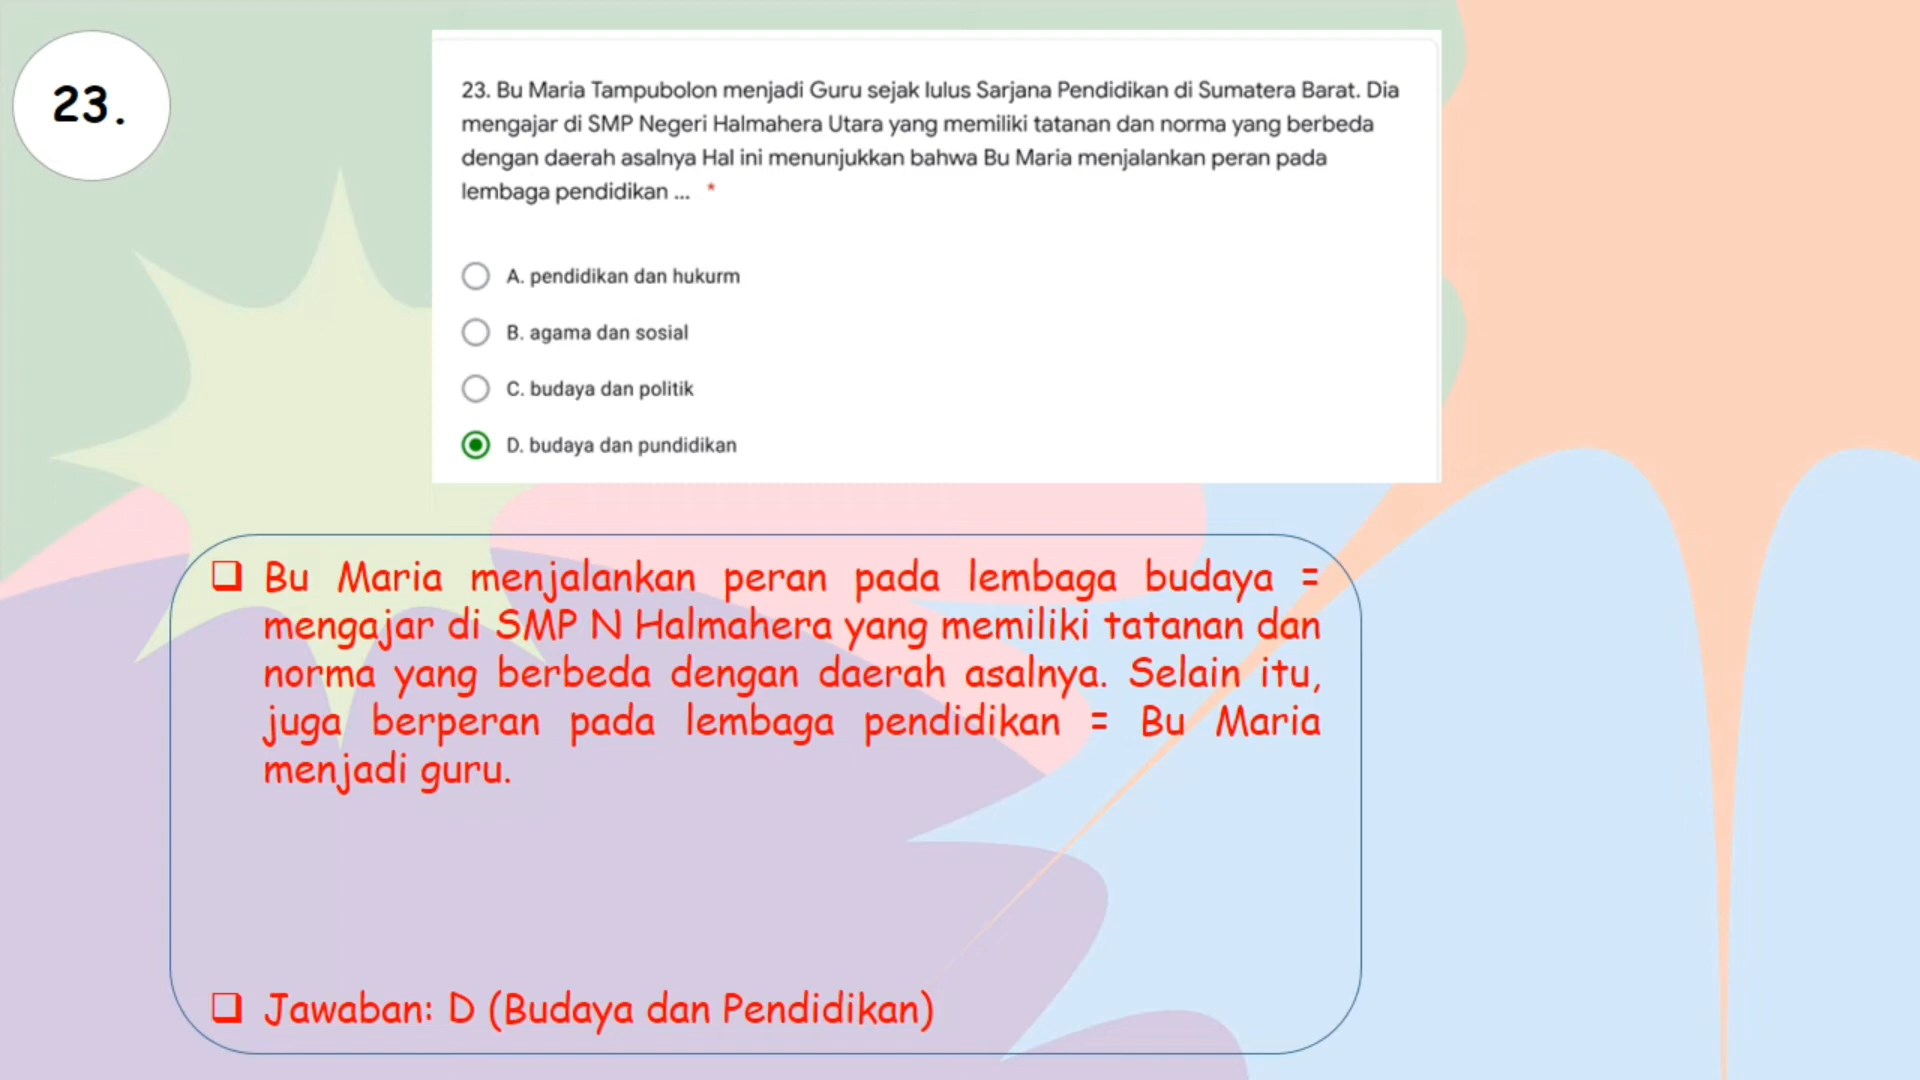 23.
23. Bu Maria Tampubolon menjadi Guru sejak lulus Sarjana Pendidikan di Sumatera Barat. Dia
mengajar di SMP Negeri Halmahera Utara yang memiliki tatanan dan norma yang berbeda
dengan daerah asalnya Hal ini menunjukkan bahwa Bu Maria menjalankan peran pada
lembaga pendidikan ... *
A. pendidikan dan hukurm
B. agama dan sosial
C. budaya dan politik
D. budaya dan pundidikan
❑ Bu Maria menjalankan peran pada lembaga budaya =
mengajar di SMP N Halmahera yang memiliki tatanan dan
norma yang berbeda dengan daerah asalnya. Selain itu,
juga berperan pada lembaga pendidikan = Bu Maria
menjadi guru.
❑ Jawaban: D (Budaya dan Pendidikan)